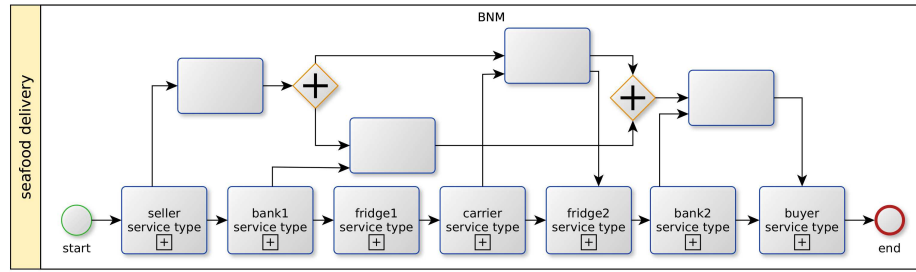 BNM
seafood delivery
seller
service type
bank1
service type
fridge1
service type
carrier
service type
fridge2
service type
bank2
service type
buyer
service type
start
end